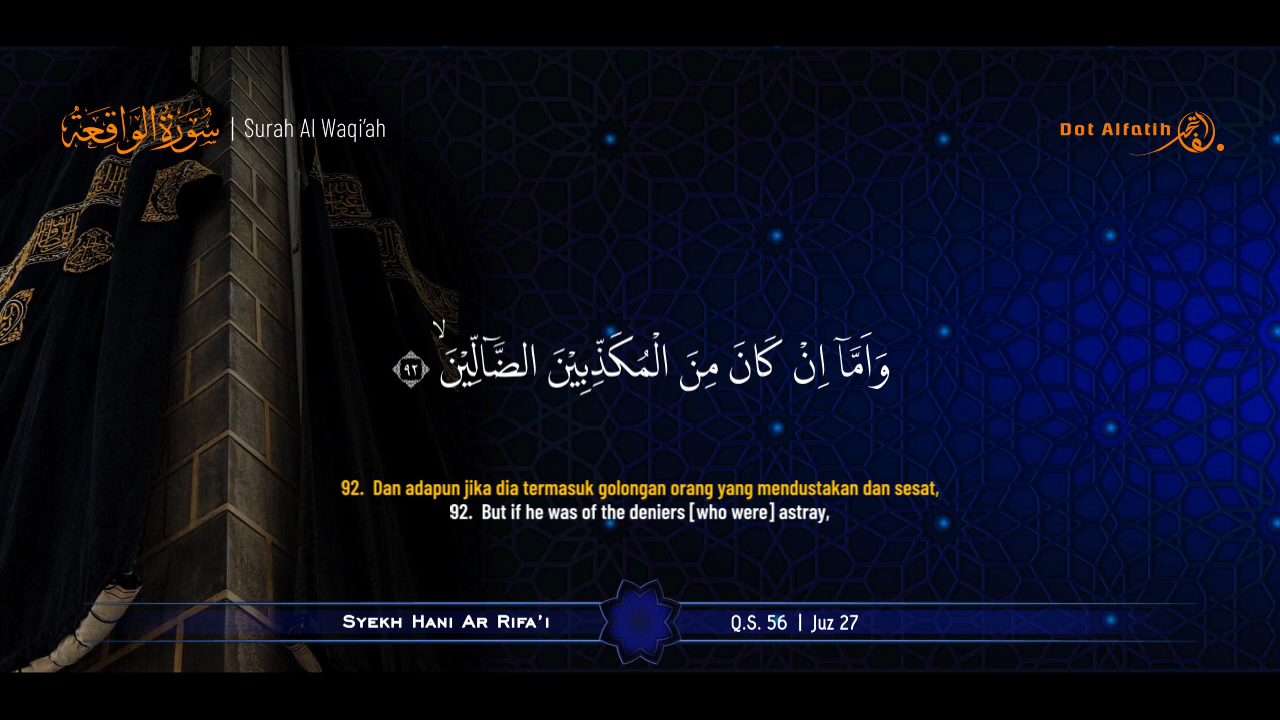 سُورَةُ الوَاقِعَة | Surah Al Waqi'ah
Dot Alfatih
وَاَمَّآ اِنْ كَانَ مِنَ الْمُكَذِّبِيْنَ الضَّاۤلِّيْنَۙ ٩٢
92. Dan adapun jika dia termasuk golongan orang yang mendustakan dan sesat,
92. But if he was of the deniers [who were] astray,
Syekh Hani Ar Rifa'i
Q.S. 56 | Juz 27